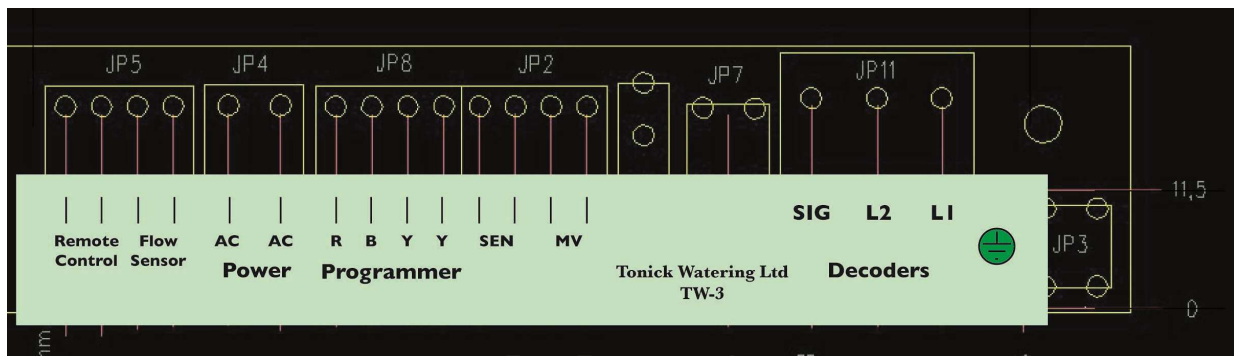 JP5 JP4 JP8 JP2 JP7 JP11
11,5
SIG L2 L1
Remote Flow AC AC R B Y Y SEN MV
Control Sensor
Power Programmer Tonick Watering Ltd Decoders
TW-3
JP3
0
mm